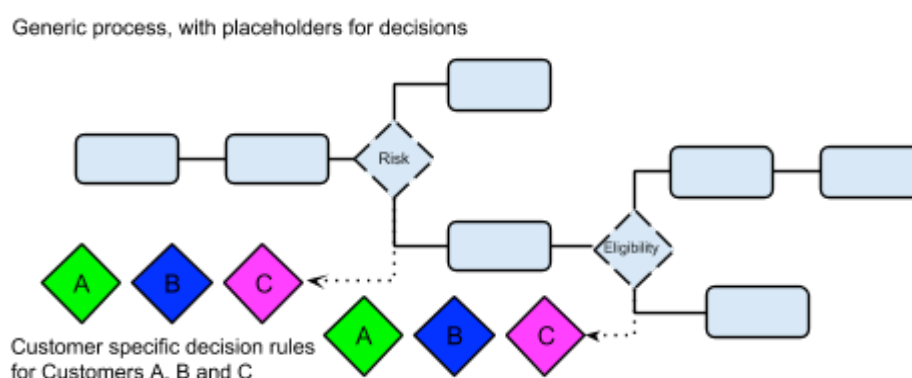 Generic process, with placeholders for decisions
Risk
Eligibility
A B C
A B C
Customer specific decision rules
for Customers A, B and C